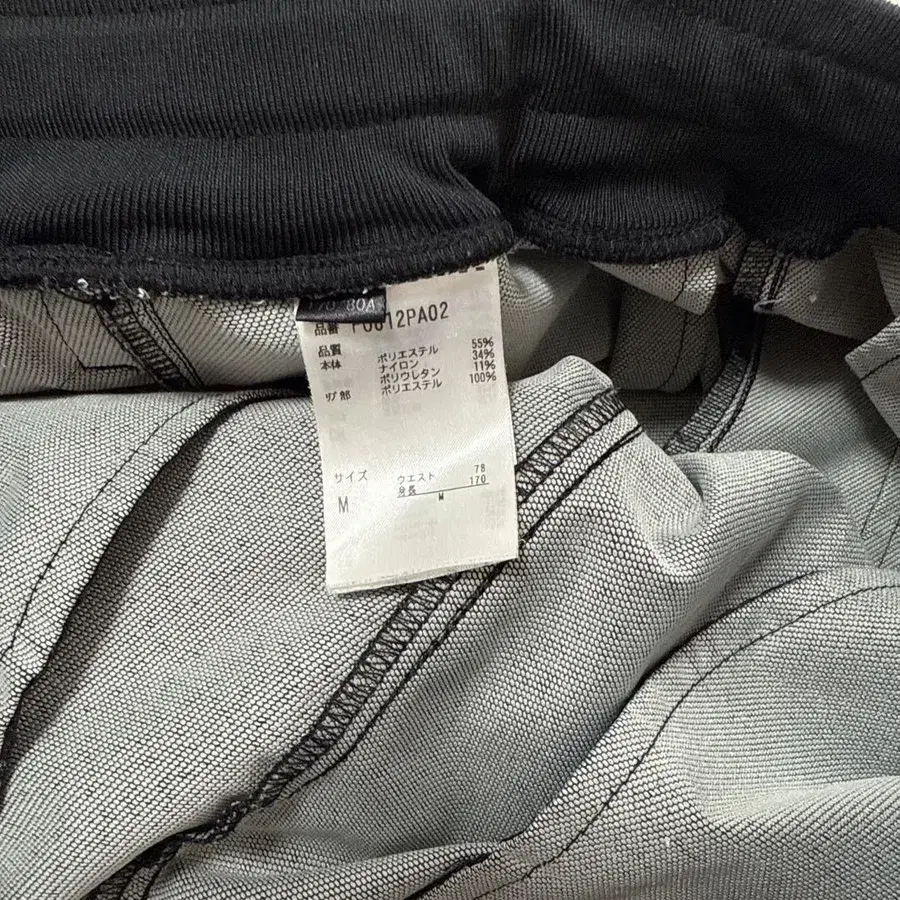 80A
品番 P0612PA02
品質
本体 ポリエステル 55%
ナイロン 34%
ポリウレタン 11%
ﾘﾌﾞ部 ポリエステル 100%
サイズ ウエスト 78
M 身長 170
M